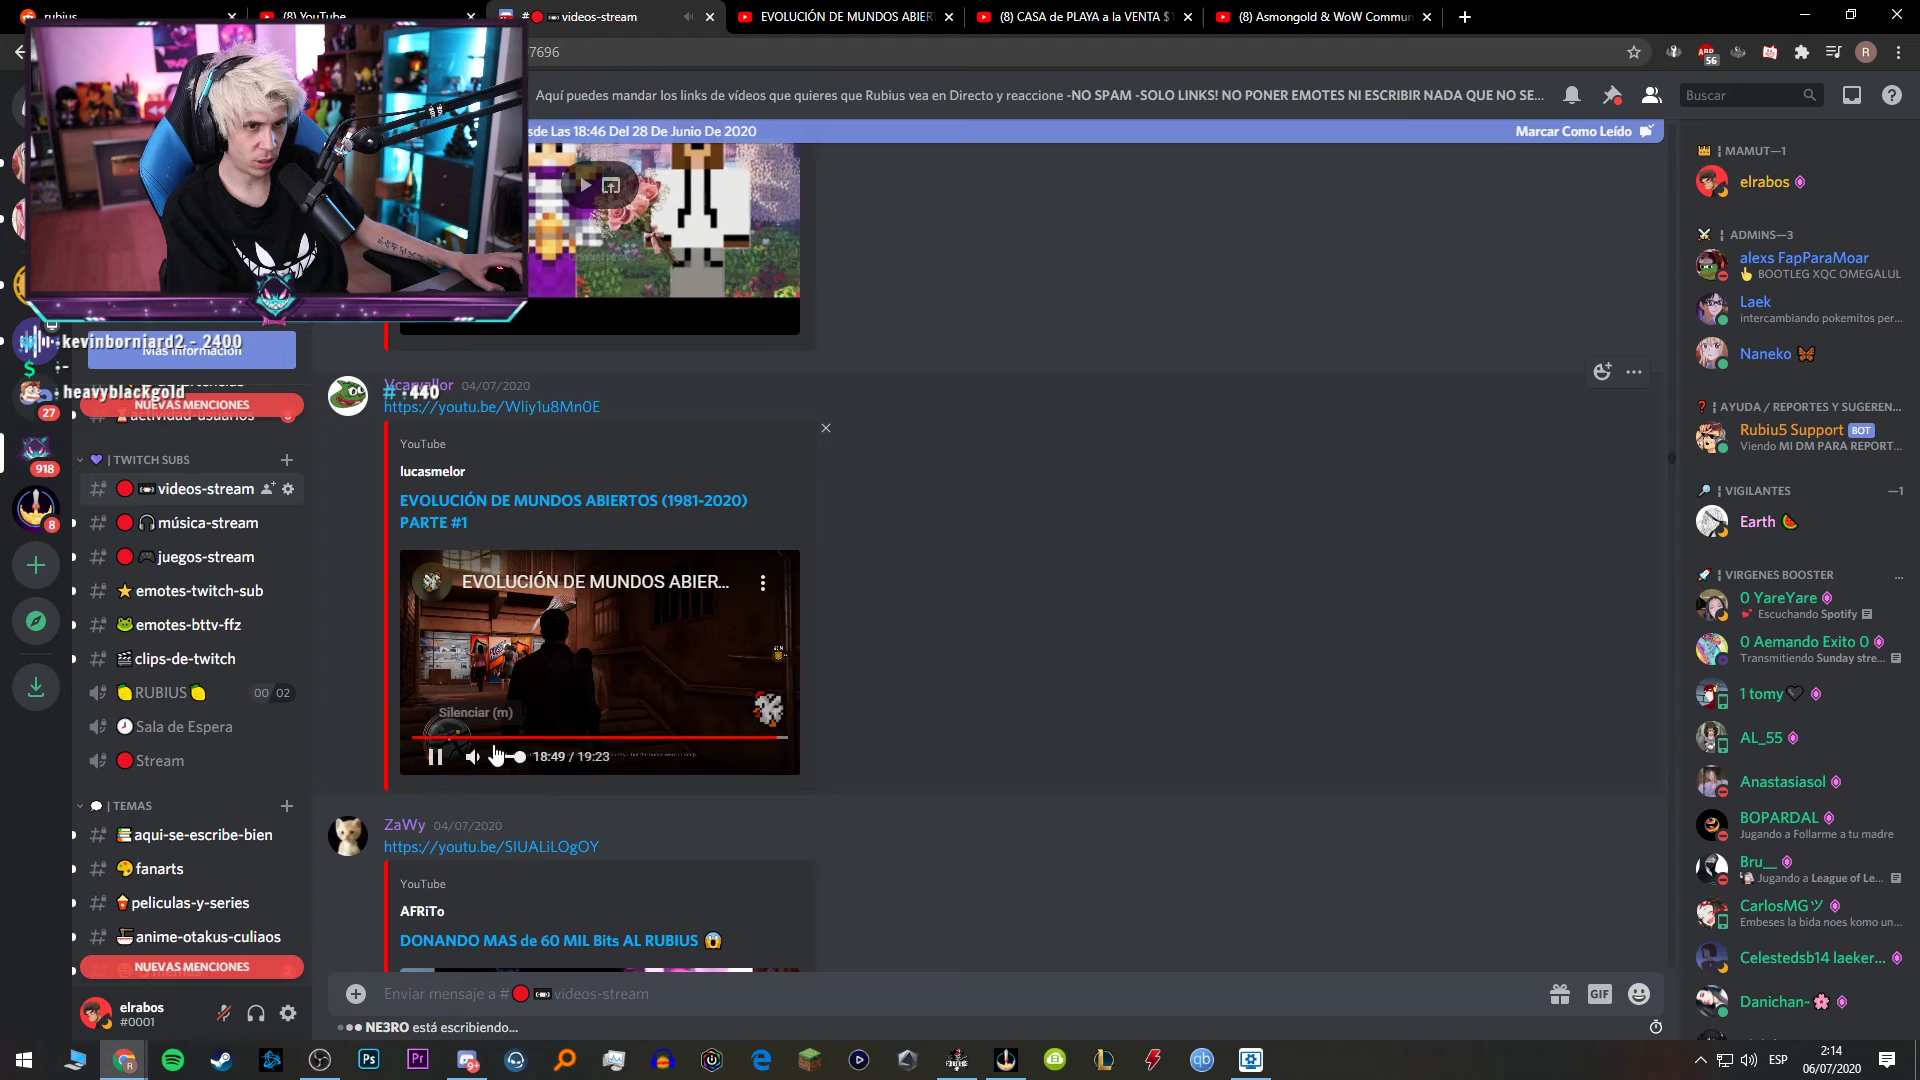 rubius
(8) YouTube
# videos-stream
EVOLUCIÓN DE MUNDOS ABIER
(8) CASA de PLAYA a la VENTA $1
(8) Asmongold & WoW Commun
7696
ABD
56
R
Aquí puedes mandar los links de vídeos que quieres que Rubius vea en Directo y reaccione -NO SPAM -SOLO LINKS! NO PONER EMOTES NI ESCRIBIR NADA QUE NO SE...
Buscar
sde Las 18:46 Del 28 De Junio De 2020
Marcar Como Leído
kevinborniard2 - 2400
Más información
heavyblackgold
# :440
NUEVAS MENCIONES
actividad-usuarios
27
918
8
| TWITCH SUBS
videos-stream
música-stream
juegos-stream
emotes-twitch-sub
emotes-bttv-ffz
clips-de-twitch
RUBIUS
00 02
Sala de Espera
Stream
| TEMAS
aqui-se-escribe-bien
fanarts
peliculas-y-series
anime-otakus-culiaos
NUEVAS MENCIONES
2
elrabos
#0001
Vcarvallor 04/07/2020
https://youtu.be/Wliy1u8Mn0E
YouTube
lucasmelor
EVOLUCIÓN DE MUNDOS ABIERTOS (1981-2020)
PARTE #1
EVOLUCIÓN DE MUNDOS ABIER...
Silenciar (m)
18:49 / 19:23
ZaWy 04/07/2020
https://youtu.be/SIUALiLOgOY
YouTube
AFRiTo
DONANDO MAS de 60 MIL Bits AL RUBIUS
Enviar mensaje a # videos-stream
GIF
NE3RO está escribiendo...
¦ MAMUT—1
elrabos
¦ ADMINS—3
alexs FapParaMoar
BOOTLEG XQC OMEGALUL
Laek
intercambiando pokemitos per...
Naneko
¦ AYUDA / REPORTES Y SUGEREN...
Rubiu5 Support BOT
Viendo MI DM PARA REPORT...
¦ VIGILANTES —1
Earth
¦ VIRGENES BOOSTER ...
0 YareYare
Escuchando Spotify
0 Aemando Exito 0
Transmitiendo Sunday stre...
1 tomy
AL_55
Anastasiasol
BOPARDAL
Jugando a Follarme a tu madre
Bru__
Jugando a League of Le...
CarlosMGツ
Embeses la bida noes komo un...
Celestedsb14 laeker...
Danichan~
Ps
Pr
9+
qb
ESP
2:14
06/07/2020